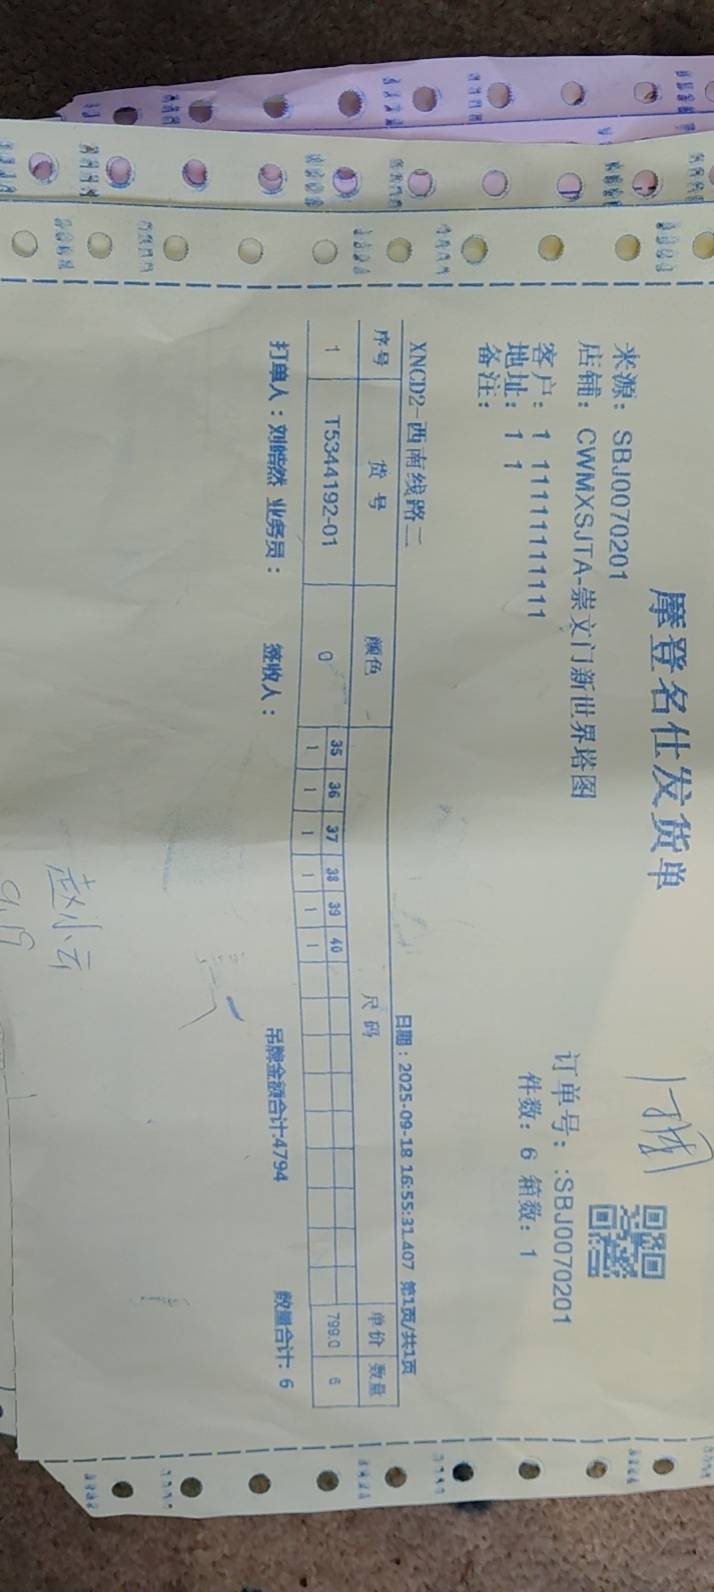 摩登名仕发货单
来源: SBJ0070201
店铺: CWMXSJTA-崇文门新世界塔图
订单号: :SBJ0070201
客户: 1 11111111111
件数: 6 箱数: 1
地址: 1 1
备注:
XNCD2-西南线路二 日期: 2025-09-18 16:55:31.407 第1页/共1页
序号 货号 颜色 尺码 单价 数量
35 36 37 38 39 40
1 T5344192-01 0 799.0 6
1 1 1 1 1 1
打单人: 刘皓然 业务员: 签收人: 吊牌金额合计:4794 数量合计: 6
赵小云
9.19